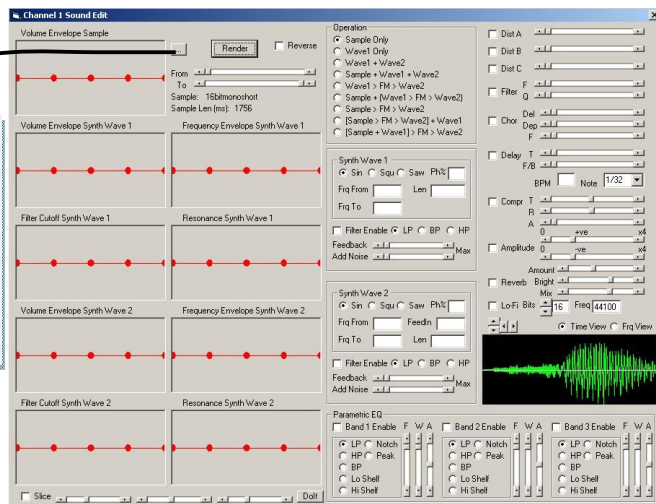 Channel 1 Sound Edit
Volume Envelope Sample
...
Render
Reverse
From
To
Sample: 16bitmonoshort
Sample Len (ms): 1756
Volume Envelope Synth Wave 1
Frequency Envelope Synth Wave 1
Filter Cutoff Synth Wave 1
Resonance Synth Wave 1
Volume Envelope Synth Wave 2
Frequency Envelope Synth Wave 2
Filter Cutoff Synth Wave 2
Resonance Synth Wave 2
Slice
DoIt
Operation
Sample Only
Wave1 Only
Wave1 + Wave2
Sample + Wave1 + Wave2
Wave1 > FM > Wave2
Sample + [Wave1 > FM > Wave2]
Sample > FM > Wave2
[Sample > FM > Wave2] + Wave1
[Sample + Wave1] > FM > Wave2
Synth Wave 1
Sin Squ Saw Ph%
Frq From Len
Frq To
Filter Enable LP BP HP
Feedback
Add Noise Max
Synth Wave 2
Sin Squ Saw Ph%
Frq From FeedIn
Frq To Len
Filter Enable LP BP HP
Feedback
Add Noise Max
Dist A
Dist B
Dist C
Filter F
Q
Chor Del
Dep
F
Delay T
F/B
BPM Note 1/32
Compr T
R
A
0 +ve x4
Amplitude 0 -ve x4
Amount
Reverb Bright
Mix
Lo-Fi Bits 16 Freq 44100
Time View Frq View
Parametric EQ
Band 1 Enable F W A
LP Notch
HP Peak
BP
Lo Shelf
Hi Shelf
Band 2 Enable F W A
LP Notch
HP Peak
BP
Lo Shelf
Hi Shelf
Band 3 Enable F W A
LP Notch
HP Peak
BP
Lo Shelf
Hi Shelf